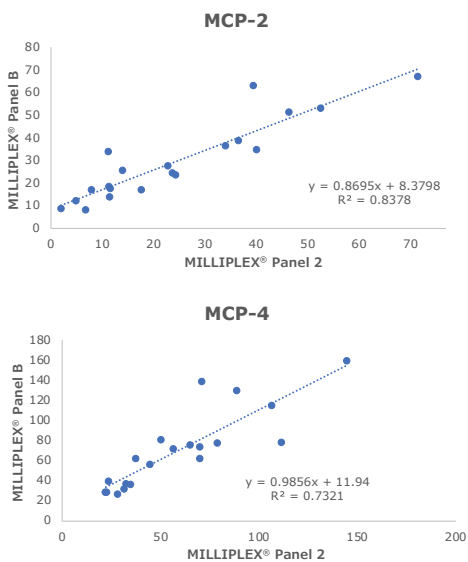 MCP-2
MILLIPLEX® Panel B
80
70
60
50
40
30
20
10
0
y = 0.8695x + 8.3798
R² = 0.8378
0 10 20 30 40 50 60 70
MILLIPLEX® Panel 2
MCP-4
MILLIPLEX® Panel B
180
160
140
120
100
80
60
40
20
0
y = 0.9856x + 11.94
R² = 0.7321
0 50 100 150 200
MILLIPLEX® Panel 2